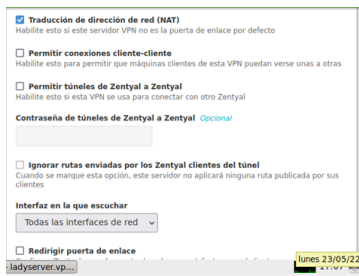 Traducción de dirección de red (NAT)
Habilite esto si este servidor VPN no es la puerta de enlace por defecto
Permitir conexiones cliente-cliente
Habilite esto para permitir que máquinas clientes de esta VPN puedan verse unas a otras
Permitir túneles de Zentyal a Zentyal
Habilite esto si esta VPN se usa para conectar con otro Zentyal
Contraseña de túneles de Zentyal a Zentyal Opcional
Ignorar rutas enviadas por los Zentyal clientes del túnel
Cuando se marque esta opción, este servidor no aplicará ninguna ruta publicada por sus
clientes
Interfaz en la que escuchar
Todas las interfaces de red
Redirigir puerta de enlace
lunes 23/05/22
ladyserver.vp...